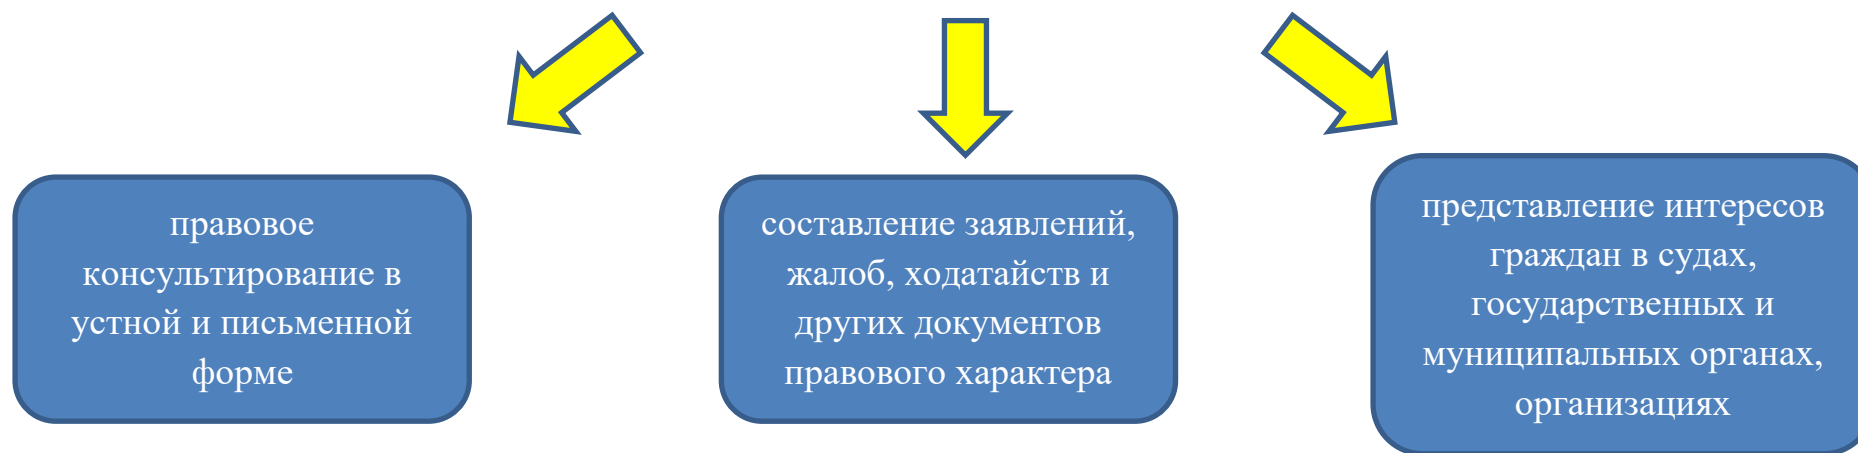 правовое
консультирование в
устной и письменной
форме
составление заявлений,
жалоб, ходатайств и
других документов
правового характера
представление интересов
граждан в судах,
государственных и
муниципальных органах,
организациях